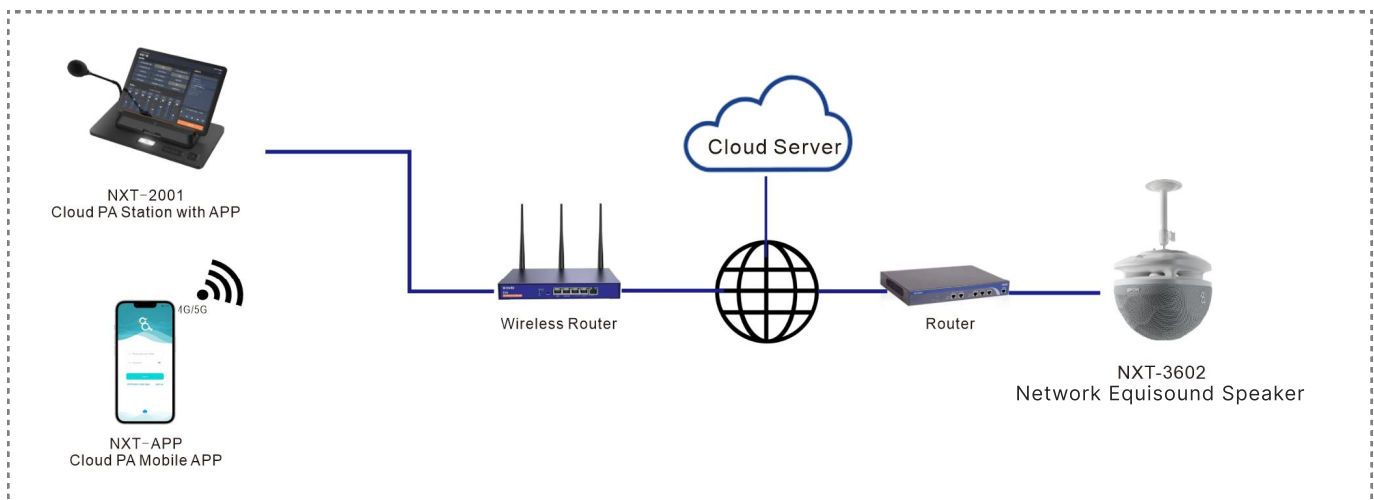 NXT-2001
Cloud PA Station with APP
4G/5G
NXT-APP
Cloud PA Mobile APP
Wireless Router
Cloud Server
Router
NXT-3602
Network Equisound Speaker